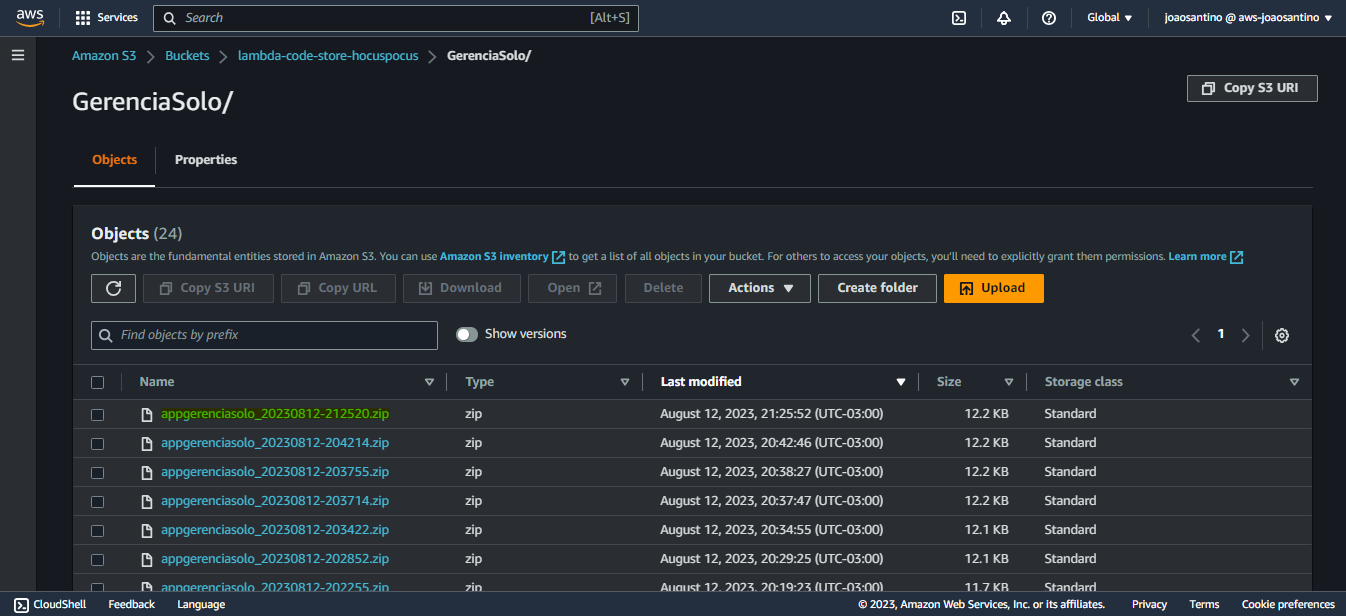 aws Services Search [Alt+S] Global joaosantino @ aws-joaosantino
Amazon S3 Buckets lambda-code-store-hocuspocus GerenciaSolo/
GerenciaSolo/ Copy S3 URI
Objects Properties
Objects (24)
Objects are the fundamental entities stored in Amazon S3. You can use Amazon S3 inventory to get a list of all objects in your bucket. For others to access your objects, you'll need to explicitly grant them permissions. Learn more
Copy S3 URI Copy URL Download Open Delete Actions Create folder Upload
Find objects by prefix Show versions 1
Name Type Last modified Size Storage class
appgerenciasolo_20230812-212520.zip zip August 12, 2023, 21:25:52 (UTC-03:00) 12.2 KB Standard
appgerenciasolo_20230812-204214.zip zip August 12, 2023, 20:42:46 (UTC-03:00) 12.2 KB Standard
appgerenciasolo_20230812-203755.zip zip August 12, 2023, 20:38:27 (UTC-03:00) 12.2 KB Standard
appgerenciasolo_20230812-203714.zip zip August 12, 2023, 20:37:47 (UTC-03:00) 12.2 KB Standard
appgerenciasolo_20230812-203422.zip zip August 12, 2023, 20:34:55 (UTC-03:00) 12.1 KB Standard
appgerenciasolo_20230812-202852.zip zip August 12, 2023, 20:29:25 (UTC-03:00) 12.1 KB Standard
appgerenciasolo_20230812-202255.zip zip August 12, 2023, 20:19:23 (UTC-03:00) 11.7 KB Standard
CloudShell Feedback Language © 2023, Amazon Web Services, Inc. or its affiliates. Privacy Terms Cookie preferences